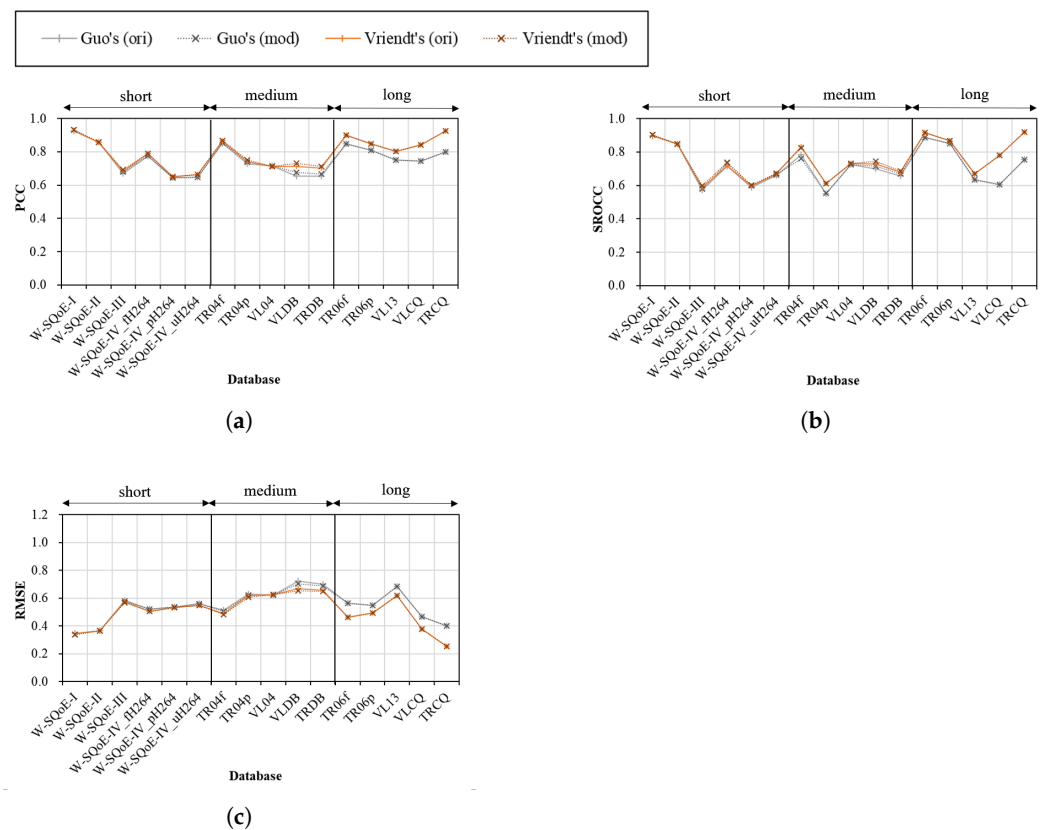 Guo's (ori) Guo's (mod) Vriendt's (ori) Vriendt's (mod)
short medium long
1.0
0.8
0.6
0.4
0.2
0.0
PCC
W-SQoE-I
W-SQoE-II
W-SQoE-III
W-SQoE-IV_fH264
W-SQoE-IV_pH264
W-SQoE-IV_uH264
TR04f
TR04p
VL04
VLDB
TRDB
TR06f
TR06p
VL13
VLCQ
TRCQ
Database
(a)
short medium long
1.0
0.8
0.6
0.4
0.2
0.0
SROCC
W-SQoE-I
W-SQoE-II
W-SQoE-III
W-SQoE-IV_fH264
W-SQoE-IV_pH264
W-SQoE-IV_uH264
TR04f
TR04p
VL04
VLDB
TRDB
TR06f
TR06p
VL13
VLCQ
TRCQ
Database
(b)
short medium long
1.2
1.0
0.8
0.6
0.4
0.2
0.0
RMSE
W-SQoE-I
W-SQoE-II
W-SQoE-III
W-SQoE-IV_fH264
W-SQoE-IV_pH264
W-SQoE-IV_uH264
TR04f
TR04p
VL04
VLDB
TRDB
TR06f
TR06p
VL13
VLCQ
TRCQ
Database
(c)